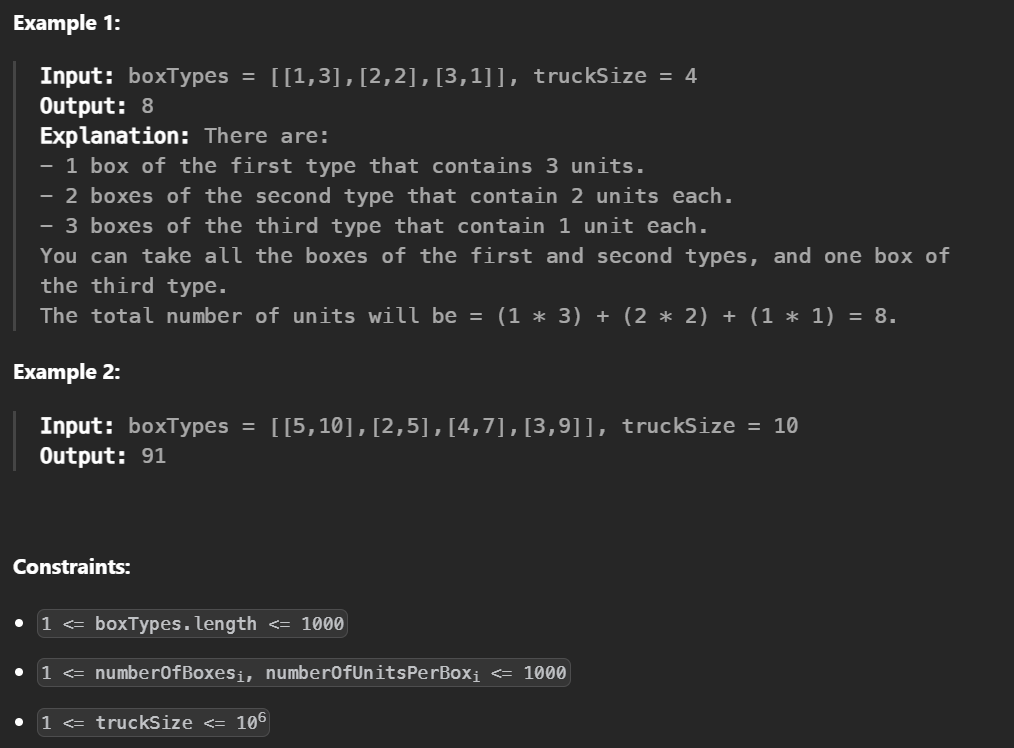 Example 1:
Input: boxTypes = [[1,3],[2,2],[3,1]], truckSize = 4
Output: 8
Explanation: There are:
- 1 box of the first type that contains 3 units.
- 2 boxes of the second type that contain 2 units each.
- 3 boxes of the third type that contain 1 unit each.
You can take all the boxes of the first and second types, and one box of
the third type.
The total number of units will be = (1 * 3) + (2 * 2) + (1 * 1) = 8.
Example 2:
Input: boxTypes = [[5,10],[2,5],[4,7],[3,9]], truckSize = 10
Output: 91
Constraints:
• 1 <= boxTypes.length <= 1000
• 1 <= numberOfBoxesᵢ, numberOfUnitsPerBoxᵢ <= 1000
• 1 <= truckSize <= 10⁶